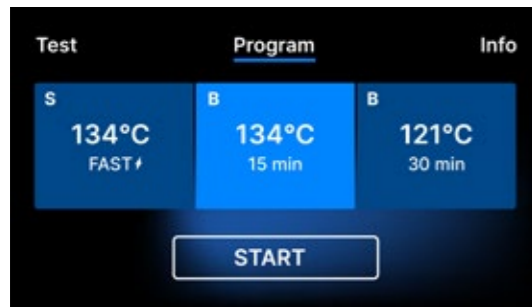 Test Program Info
S B B
134°C 134°C 121°C
FAST 15 min 30 min
START